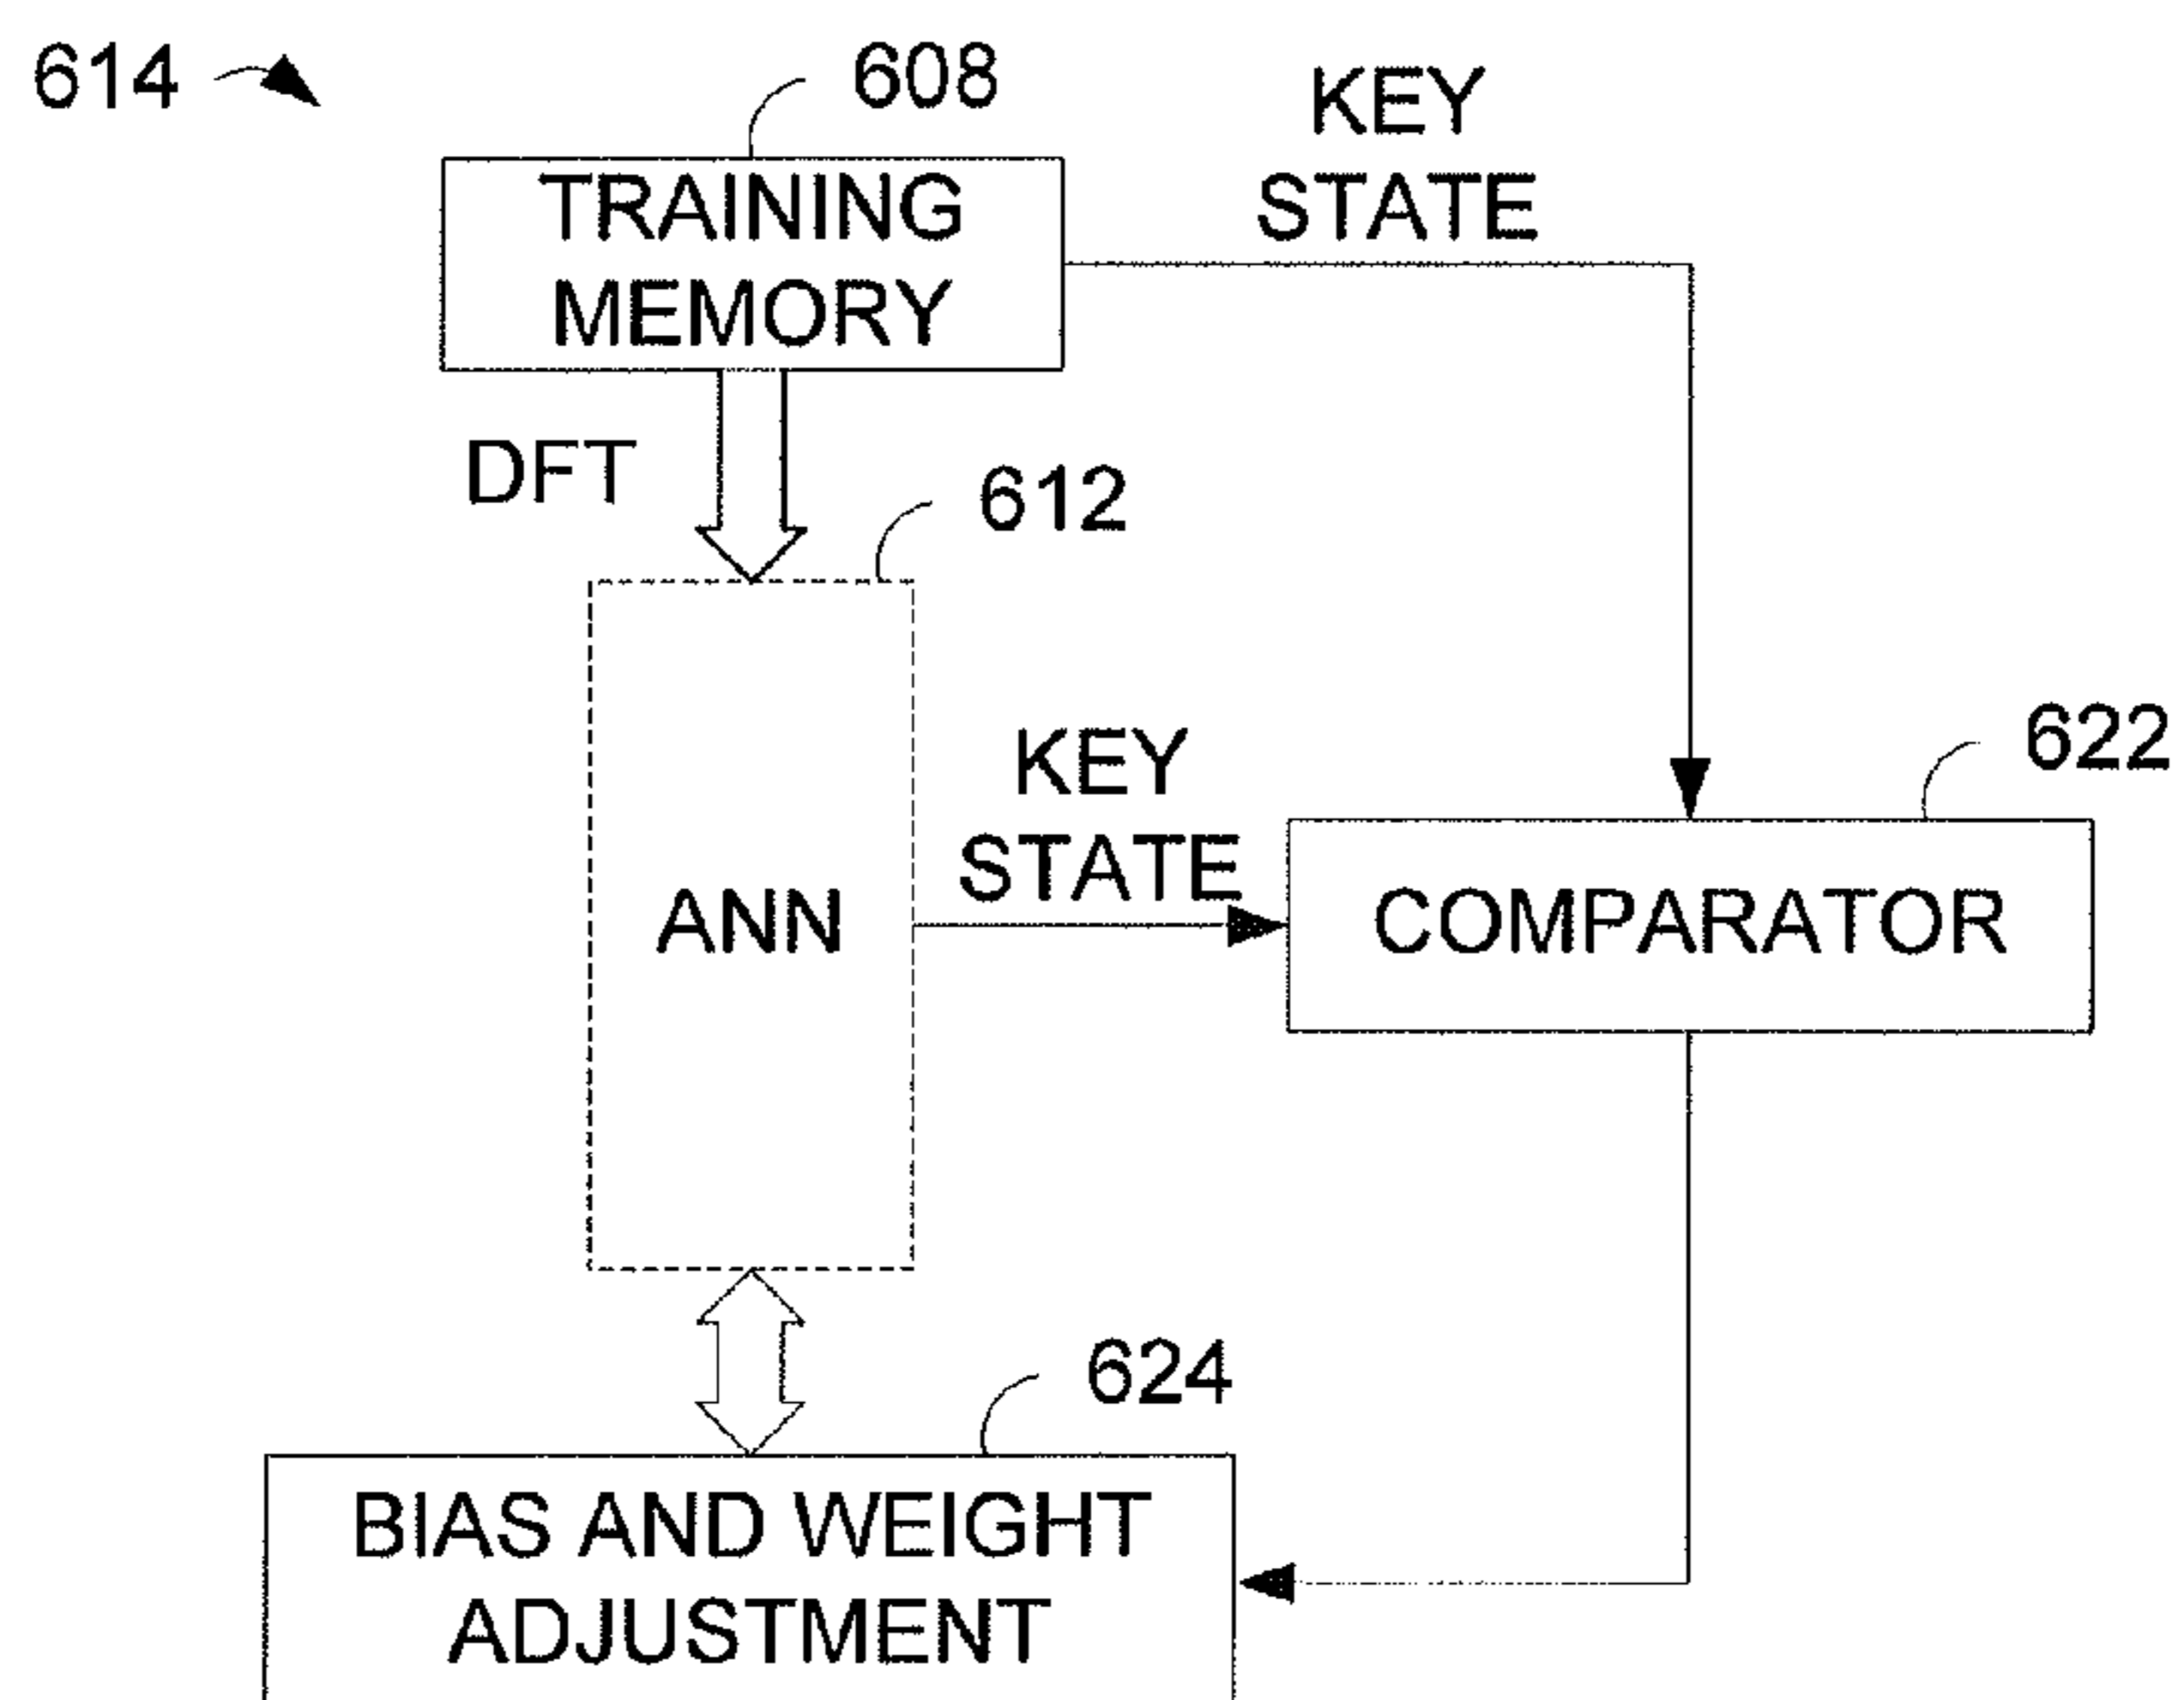 614
608
KEY
STATE
TRAINING
MEMORY
DFT
612
622
KEY
STATE
ANN
COMPARATOR
624
BIAS AND WEIGHT
ADJUSTMENT